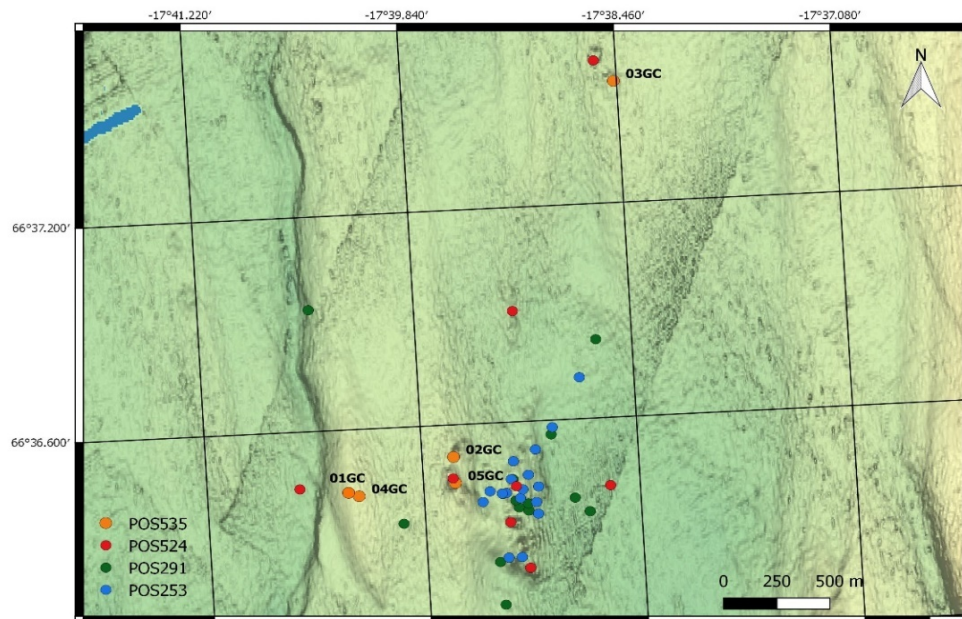 -17°41.220' -17°39.840' -17°38.460' -17°37.080'
N
03GC
66°37.200'
66°36.600'
02GC
01GC 05GC
04GC
POS535
POS524
POS291
POS253
0 250 500 m